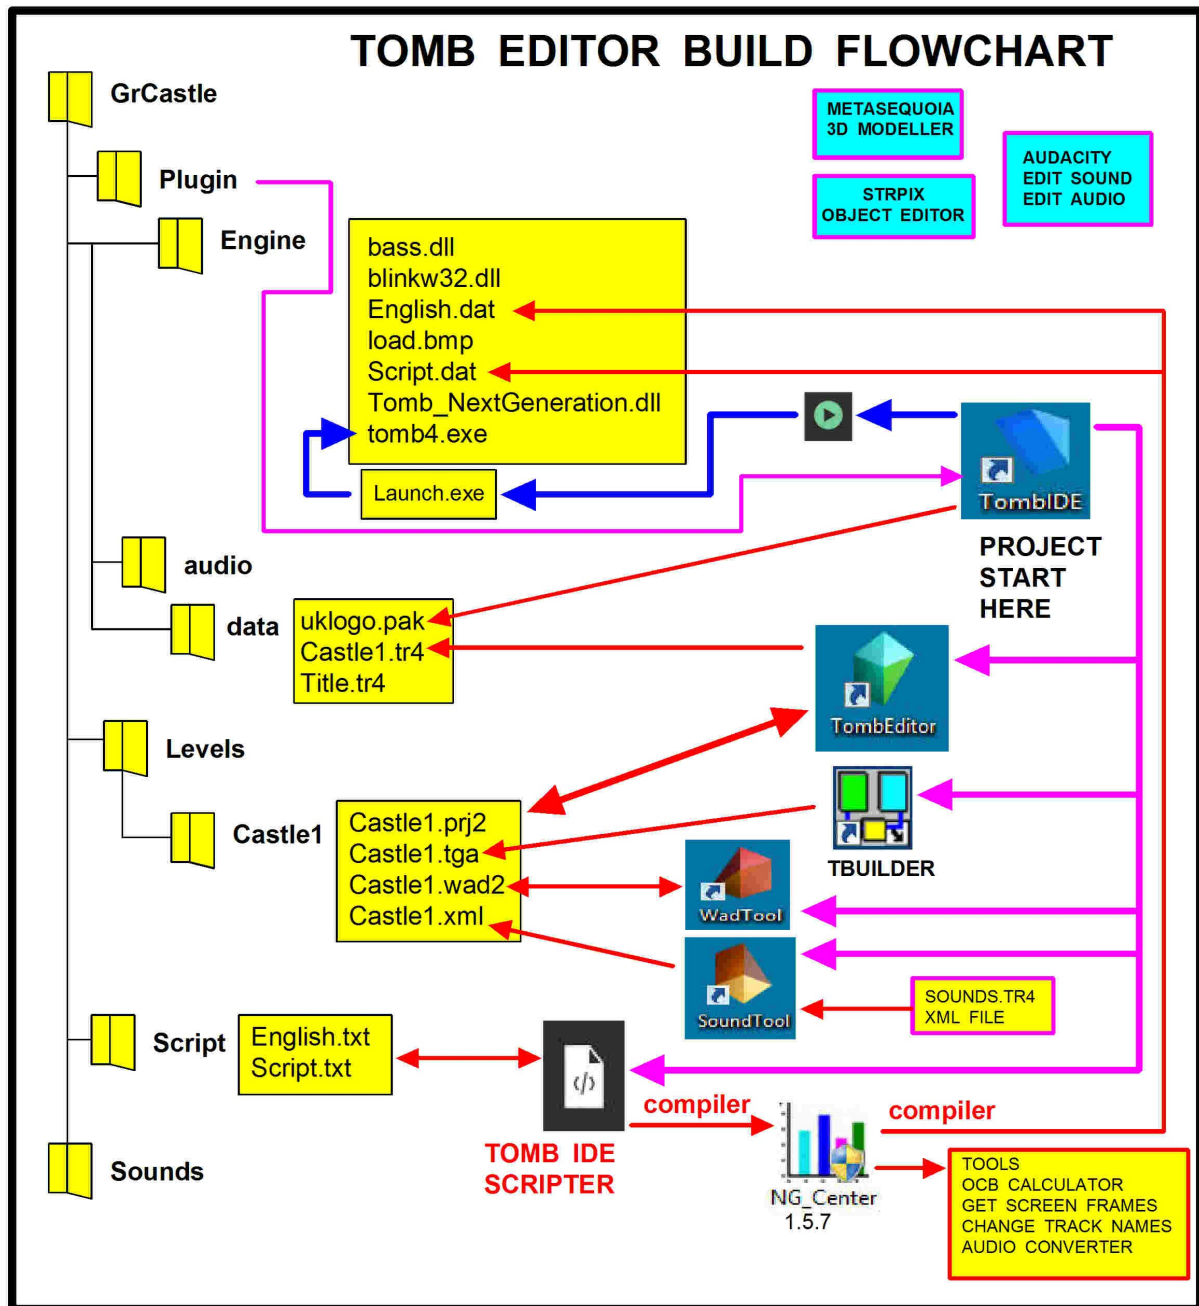 TOMB EDITOR BUILD FLOWCHART
GrCastle
METASEQUOIA
3D MODELLER
AUDACITY
EDIT SOUND
EDIT AUDIO
Plugin
STRPIX
OBJECT EDITOR
Engine
bass.dll
blinkw32.dll
English.dat
load.bmp
Script.dat
Tomb_NextGeneration.dll
tomb4.exe
Launch.exe
TombIDE
PROJECT
START
HERE
audio
data
uklogo.pak
Castle1.tr4
Title.tr4
TombEditor
Levels
Castle1
Castle1.prj2
Castle1.tga
Castle1.wad2
Castle1.xml
TBUILDER
WadTool
SoundTool
SOUNDS.TR4
XML FILE
Script
English.txt
Script.txt
</>
compiler
compiler
TOMB IDE
SCRIPTER
Sounds
NG_Center
1.5.7
TOOLS
OCB CALCULATOR
GET SCREEN FRAMES
CHANGE TRACK NAMES
AUDIO CONVERTER